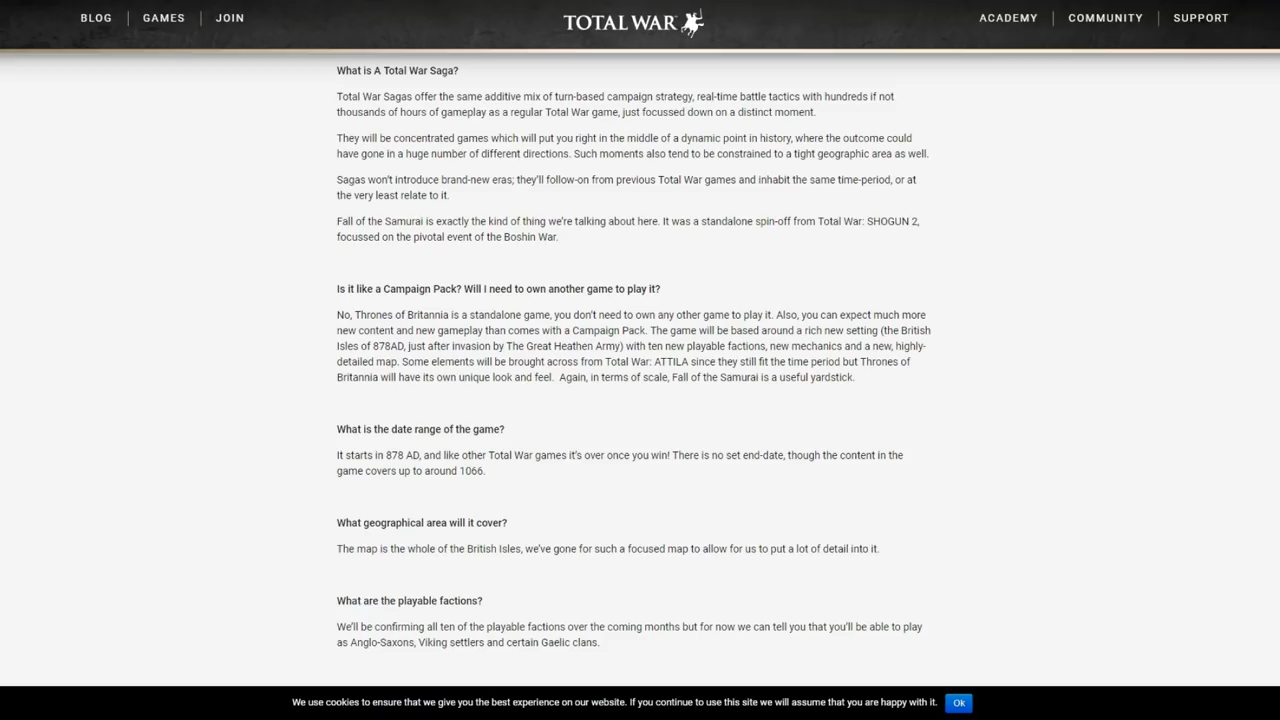 BLOG GAMES JOIN TOTAL WAR ACADEMY COMMUNITY SUPPORT
What is A Total War Saga?
Total War Sagas offer the same additive mix of turn-based campaign strategy, real-time battle tactics with hundreds if not
thousands of hours of gameplay as a regular Total War game, just focussed down on a distinct moment.
They will be concentrated games which will put you right in the middle of a dynamic point in history, where the outcome could
have gone in a huge number of different directions. Such moments also tend to be constrained to a tight geographic area as well.
Sagas won't introduce brand-new eras; they'll follow-on from previous Total War games and inhabit the same time-period, or at
the very least relate to it.
Fall of the Samurai is exactly the kind of thing we're talking about here. It was a standalone spin-off from Total War: SHOGUN 2,
focussed on the pivotal event of the Boshin War.
Is it like a Campaign Pack? Will I need to own another game to play it?
No, Thrones of Britannia is a standalone game, you don't need to own any other game to play it. Also, you can expect much more
new content and new gameplay than comes with a Campaign Pack. The game will be based around a rich new setting (the British
Isles of 878AD, just after invasion by The Great Heathen Army) with ten new playable factions, new mechanics and a new, highly-
detailed map. Some elements will be brought across from Total War: ATTILA since they still fit the time period but Thrones of
Britannia will have its own unique look and feel.  Again, in terms of scale, Fall of the Samurai is a useful yardstick.
What is the date range of the game?
It starts in 878 AD, and like other Total War games it's over once you win! There is no set end-date, though the content in the
game covers up to around 1066.
What geographical area will it cover?
The map is the whole of the British Isles, we've gone for such a focused map to allow for us to put a lot of detail into it.
What are the playable factions?
We'll be confirming all ten of the playable factions over the coming months but for now we can tell you that you'll be able to play
as Anglo-Saxons, Viking settlers and certain Gaelic clans.
We use cookies to ensure that we give you the best experience on our website. If you continue to use this site we will assume that you are happy with it. Ok